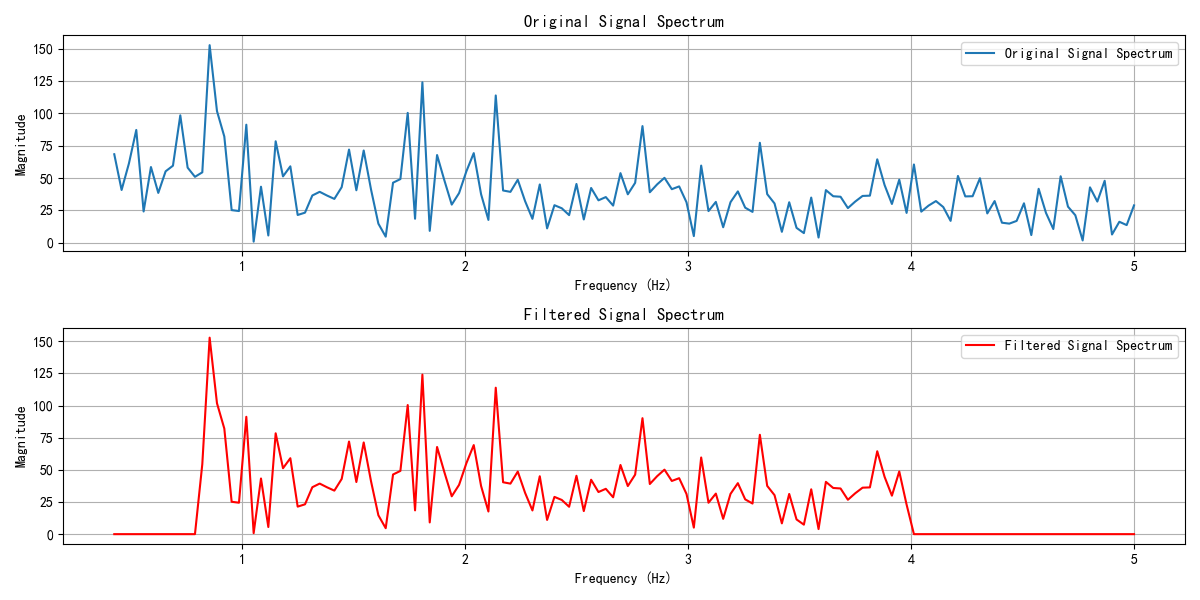 Original Signal Spectrum
150
125
100
75
50
25
0
Magnitude
Original Signal Spectrum
1 2 3 4 5
Frequency (Hz)
Filtered Signal Spectrum
150
125
100
75
50
25
0
Magnitude
Filtered Signal Spectrum
1 2 3 4 5
Frequency (Hz)